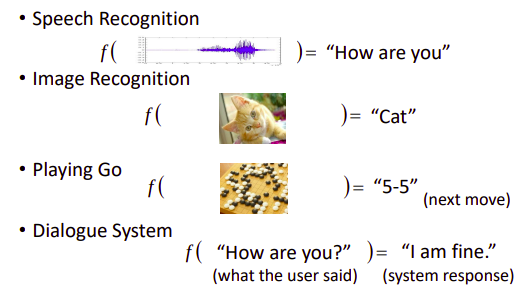 • Speech Recognition
f( )= “How are you”
• Image Recognition
f( )= “Cat”
• Playing Go
f( )= “5-5” (next move)
• Dialogue System
f( “How are you?” )= “I am fine.”
(what the user said) (system response)